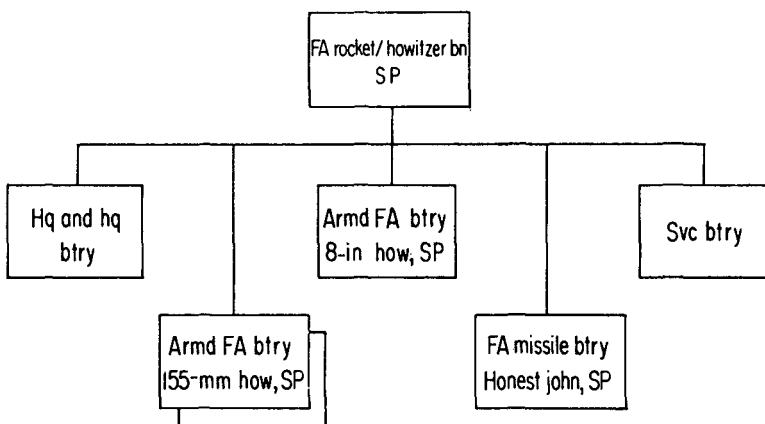 FA rocket/howitzer bn
SP
Hq and hq
btry
Armd FA btry
8-in how, SP
Svc btry
Armd FA btry
155-mm how, SP
FA missile btry
Honest john, SP